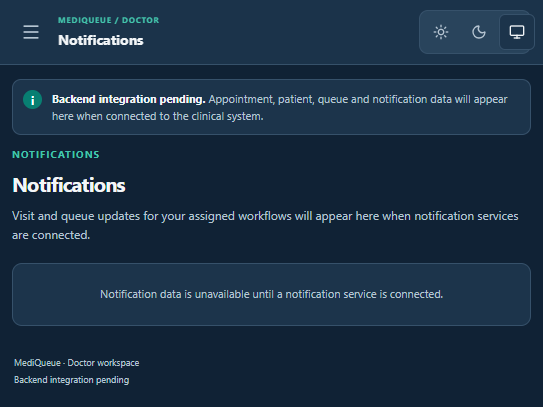 MEDIQUEUE / DOCTOR
Notifications
Backend integration pending. Appointment, patient, queue and notification data will appear
here when connected to the clinical system.
NOTIFICATIONS
Notifications
Visit and queue updates for your assigned workflows will appear here when notification services
are connected.
Notification data is unavailable until a notification service is connected.
MediQueue · Doctor workspace
Backend integration pending